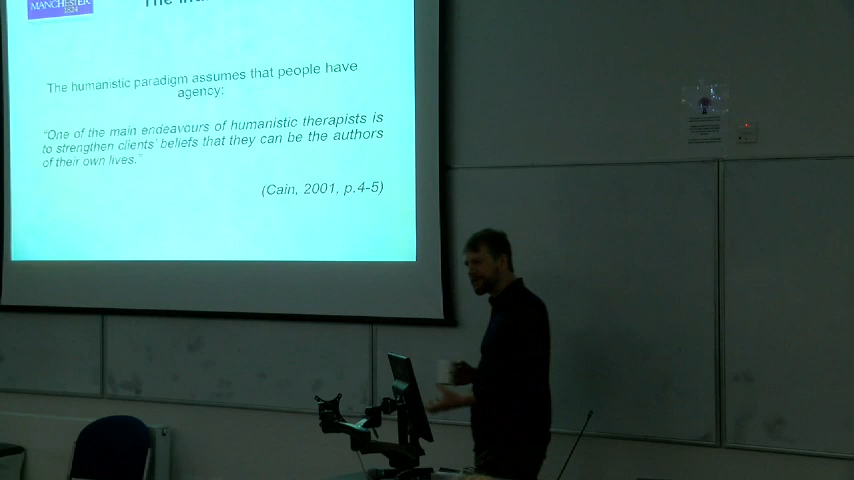 MANCHESTER
1824
The
The humanistic paradigm assumes that people have
agency:
"One of the main endeavours of humanistic therapists is
to strengthen clients' beliefs that they can be the authors
of their own lives."
(Cain, 2001, p.4-5)